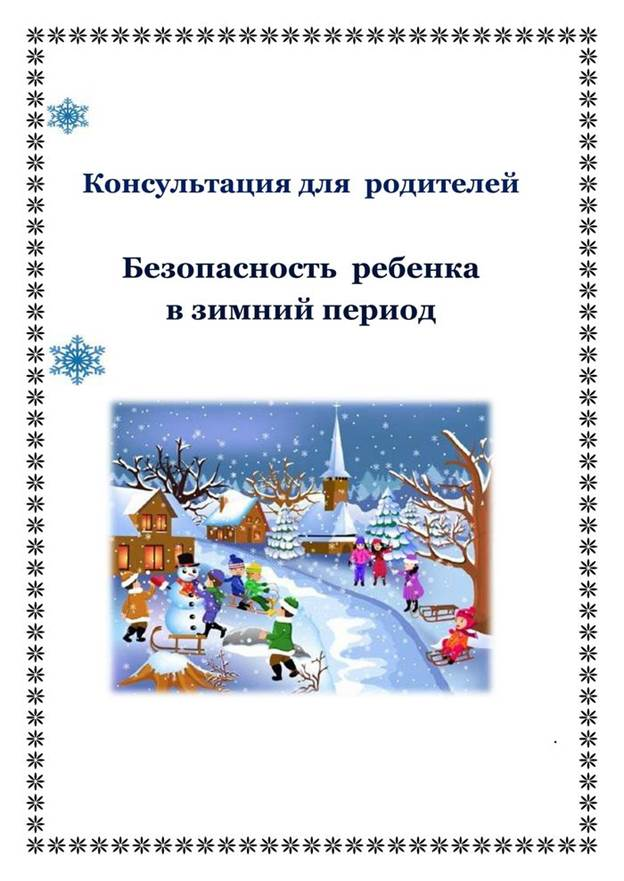 Консультация для родителей
Безопасность ребенка
в зимний период